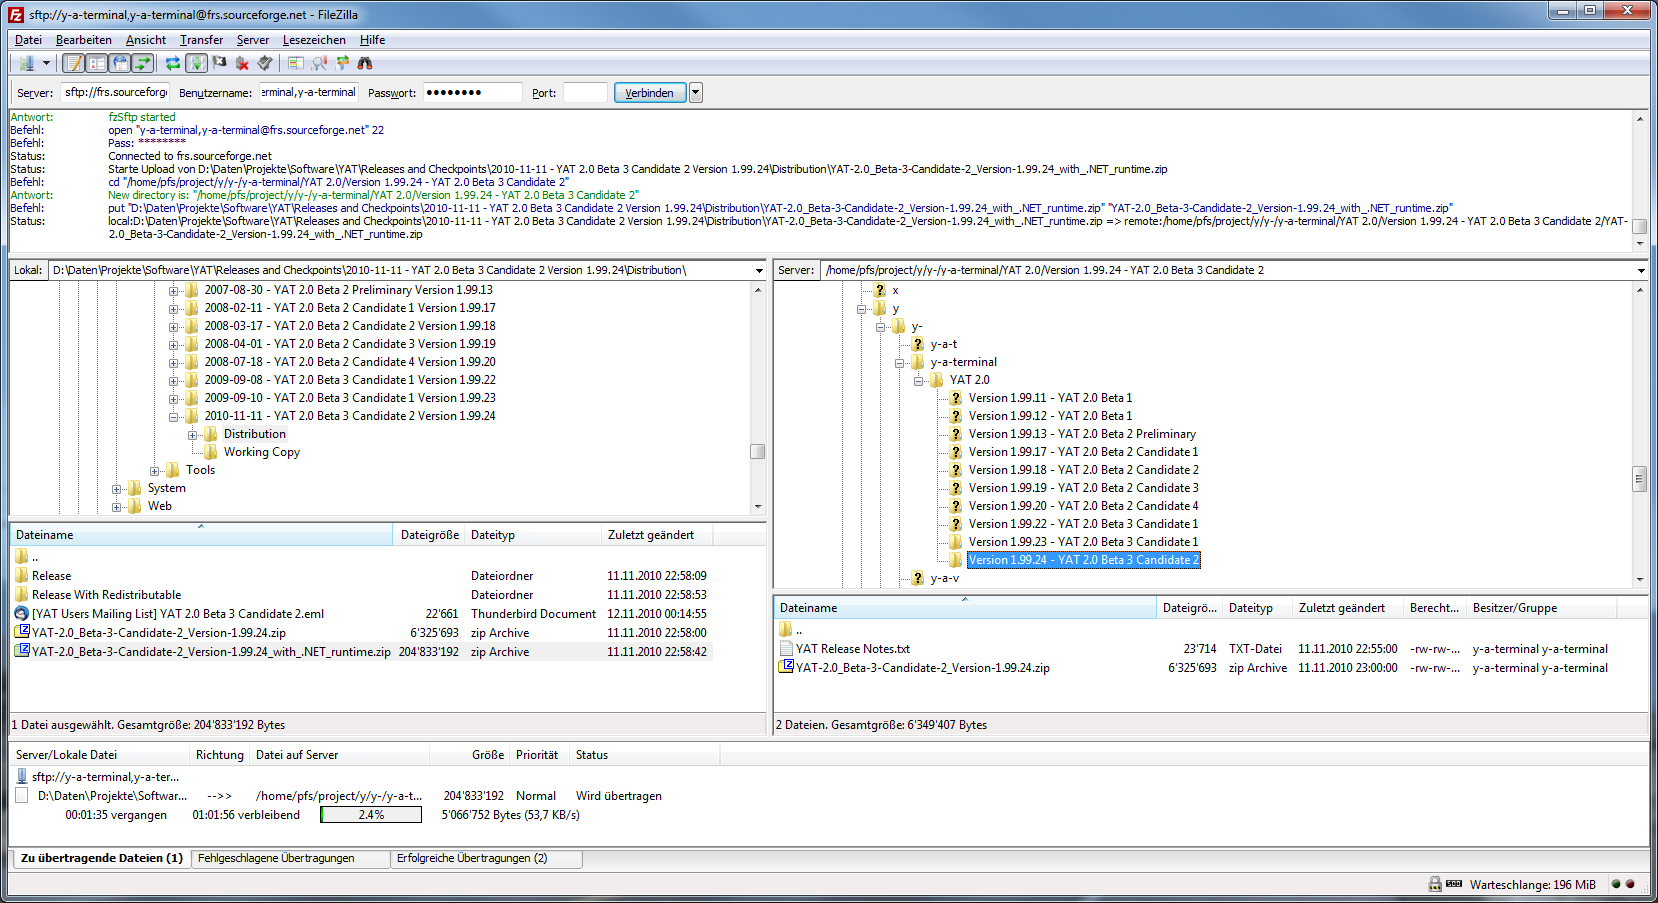 sftp://y-a-terminal,y-a-terminal@frs.sourceforge.net - FileZilla
Datei Bearbeiten Ansicht Transfer Server Lesezeichen Hilfe
Server: sftp://frs.sourceforge Benutzername: erminal,y-a-terminal Passwort: ●●●●●●●● Port: Verbinden
Antwort: fzSftp started
Befehl: open "y-a-terminal,y-a-terminal@frs.sourceforge.net" 22
Befehl: Pass: ********
Status: Connected to frs.sourceforge.net
Status: Starte Upload von D:\Daten\Projekte\Software\YAT\Releases and Checkpoints\2010-11-11 - YAT 2.0 Beta 3 Candidate 2 Version 1.99.24\Distribution\YAT-2.0_Beta-3-Candidate-2_Version-1.99.24_with_.NET_runtime.zip
Befehl: cd "/home/pfs/project/y/y-/y-a-terminal/YAT 2.0/Version 1.99.24 - YAT 2.0 Beta 3 Candidate 2"
Antwort: New directory is: "/home/pfs/project/y/y-/y-a-terminal/YAT 2.0/Version 1.99.24 - YAT 2.0 Beta 3 Candidate 2"
Befehl: put "D:\Daten\Projekte\Software\YAT\Releases and Checkpoints\2010-11-11 - YAT 2.0 Beta 3 Candidate 2 Version 1.99.24\Distribution\YAT-2.0_Beta-3-Candidate-2_Version-1.99.24_with_.NET_runtime.zip" "YAT-2.0_Beta-3-Candidate-2_Version-1.99.24_with_.NET_runtime.zip"
Status: local:D:\Daten\Projekte\Software\YAT\Releases and Checkpoints\2010-11-11 - YAT 2.0 Beta 3 Candidate 2 Version 1.99.24\Distribution\YAT-2.0_Beta-3-Candidate-2_Version-1.99.24_with_.NET_runtime.zip => remote:/home/pfs/project/y/y-/y-a-terminal/YAT 2.0/Version 1.99.24 - YAT 2.0 Beta 3 Candidate 2/YAT-
2.0_Beta-3-Candidate-2_Version-1.99.24_with_.NET_runtime.zip
Lokal: D:\Daten\Projekte\Software\YAT\Releases and Checkpoints\2010-11-11 - YAT 2.0 Beta 3 Candidate 2 Version 1.99.24\Distribution\
2007-08-30 - YAT 2.0 Beta 2 Preliminary Version 1.99.13
2008-02-11 - YAT 2.0 Beta 2 Candidate 1 Version 1.99.17
2008-03-17 - YAT 2.0 Beta 2 Candidate 2 Version 1.99.18
2008-04-01 - YAT 2.0 Beta 2 Candidate 3 Version 1.99.19
2008-07-18 - YAT 2.0 Beta 2 Candidate 4 Version 1.99.20
2009-09-08 - YAT 2.0 Beta 3 Candidate 1 Version 1.99.22
2009-09-10 - YAT 2.0 Beta 3 Candidate 1 Version 1.99.23
2010-11-11 - YAT 2.0 Beta 3 Candidate 2 Version 1.99.24
Distribution
Working Copy
Tools
System
Web
Dateiname Dateigröße Dateityp Zuletzt geändert
..
Release Dateiordner 11.11.2010 22:58:09
Release With Redistributable Dateiordner 11.11.2010 22:58:53
[YAT Users Mailing List] YAT 2.0 Beta 3 Candidate 2.eml 22'661 Thunderbird Document 12.11.2010 00:14:55
YAT-2.0_Beta-3-Candidate-2_Version-1.99.24.zip 6'325'693 zip Archive 11.11.2010 22:58:00
YAT-2.0_Beta-3-Candidate-2_Version-1.99.24_with_.NET_runtime.zip 204'833'192 zip Archive 11.11.2010 22:58:42
1 Datei ausgewählt. Gesamtgröße: 204'833'192 Bytes
Server: /home/pfs/project/y/y-/y-a-terminal/YAT 2.0/Version 1.99.24 - YAT 2.0 Beta 3 Candidate 2
x
y
y-
y-a-t
y-a-terminal
YAT 2.0
Version 1.99.11 - YAT 2.0 Beta 1
Version 1.99.12 - YAT 2.0 Beta 1
Version 1.99.13 - YAT 2.0 Beta 2 Preliminary
Version 1.99.17 - YAT 2.0 Beta 2 Candidate 1
Version 1.99.18 - YAT 2.0 Beta 2 Candidate 2
Version 1.99.19 - YAT 2.0 Beta 2 Candidate 3
Version 1.99.20 - YAT 2.0 Beta 2 Candidate 4
Version 1.99.22 - YAT 2.0 Beta 3 Candidate 1
Version 1.99.23 - YAT 2.0 Beta 3 Candidate 1
Version 1.99.24 - YAT 2.0 Beta 3 Candidate 2
y-a-v
Dateiname Dateigrö... Dateityp Zuletzt geändert Berecht... Besitzer/Gruppe
..
YAT Release Notes.txt 23'714 TXT-Datei 11.11.2010 22:55:00 -rw-rw-... y-a-terminal y-a-terminal
YAT-2.0_Beta-3-Candidate-2_Version-1.99.24.zip 6'325'693 zip Archive 11.11.2010 23:00:00 -rw-rw-... y-a-terminal y-a-terminal
2 Dateien. Gesamtgröße: 6'349'407 Bytes
Server/Lokale Datei Richtung Datei auf Server Größe Priorität Status
sftp://y-a-terminal,y-a-ter...
D:\Daten\Projekte\Softwar... -->> /home/pfs/project/y/y-/y-a-t... 204'833'192 Normal Wird übertragen
00:01:35 vergangen 01:01:56 verbleibend 2.4% 5'066'752 Bytes (53,7 KB/s)
Zu übertragende Dateien (1) Fehlgeschlagene Übertragungen Erfolgreiche Übertragungen (2)
Warteschlange: 196 MiB